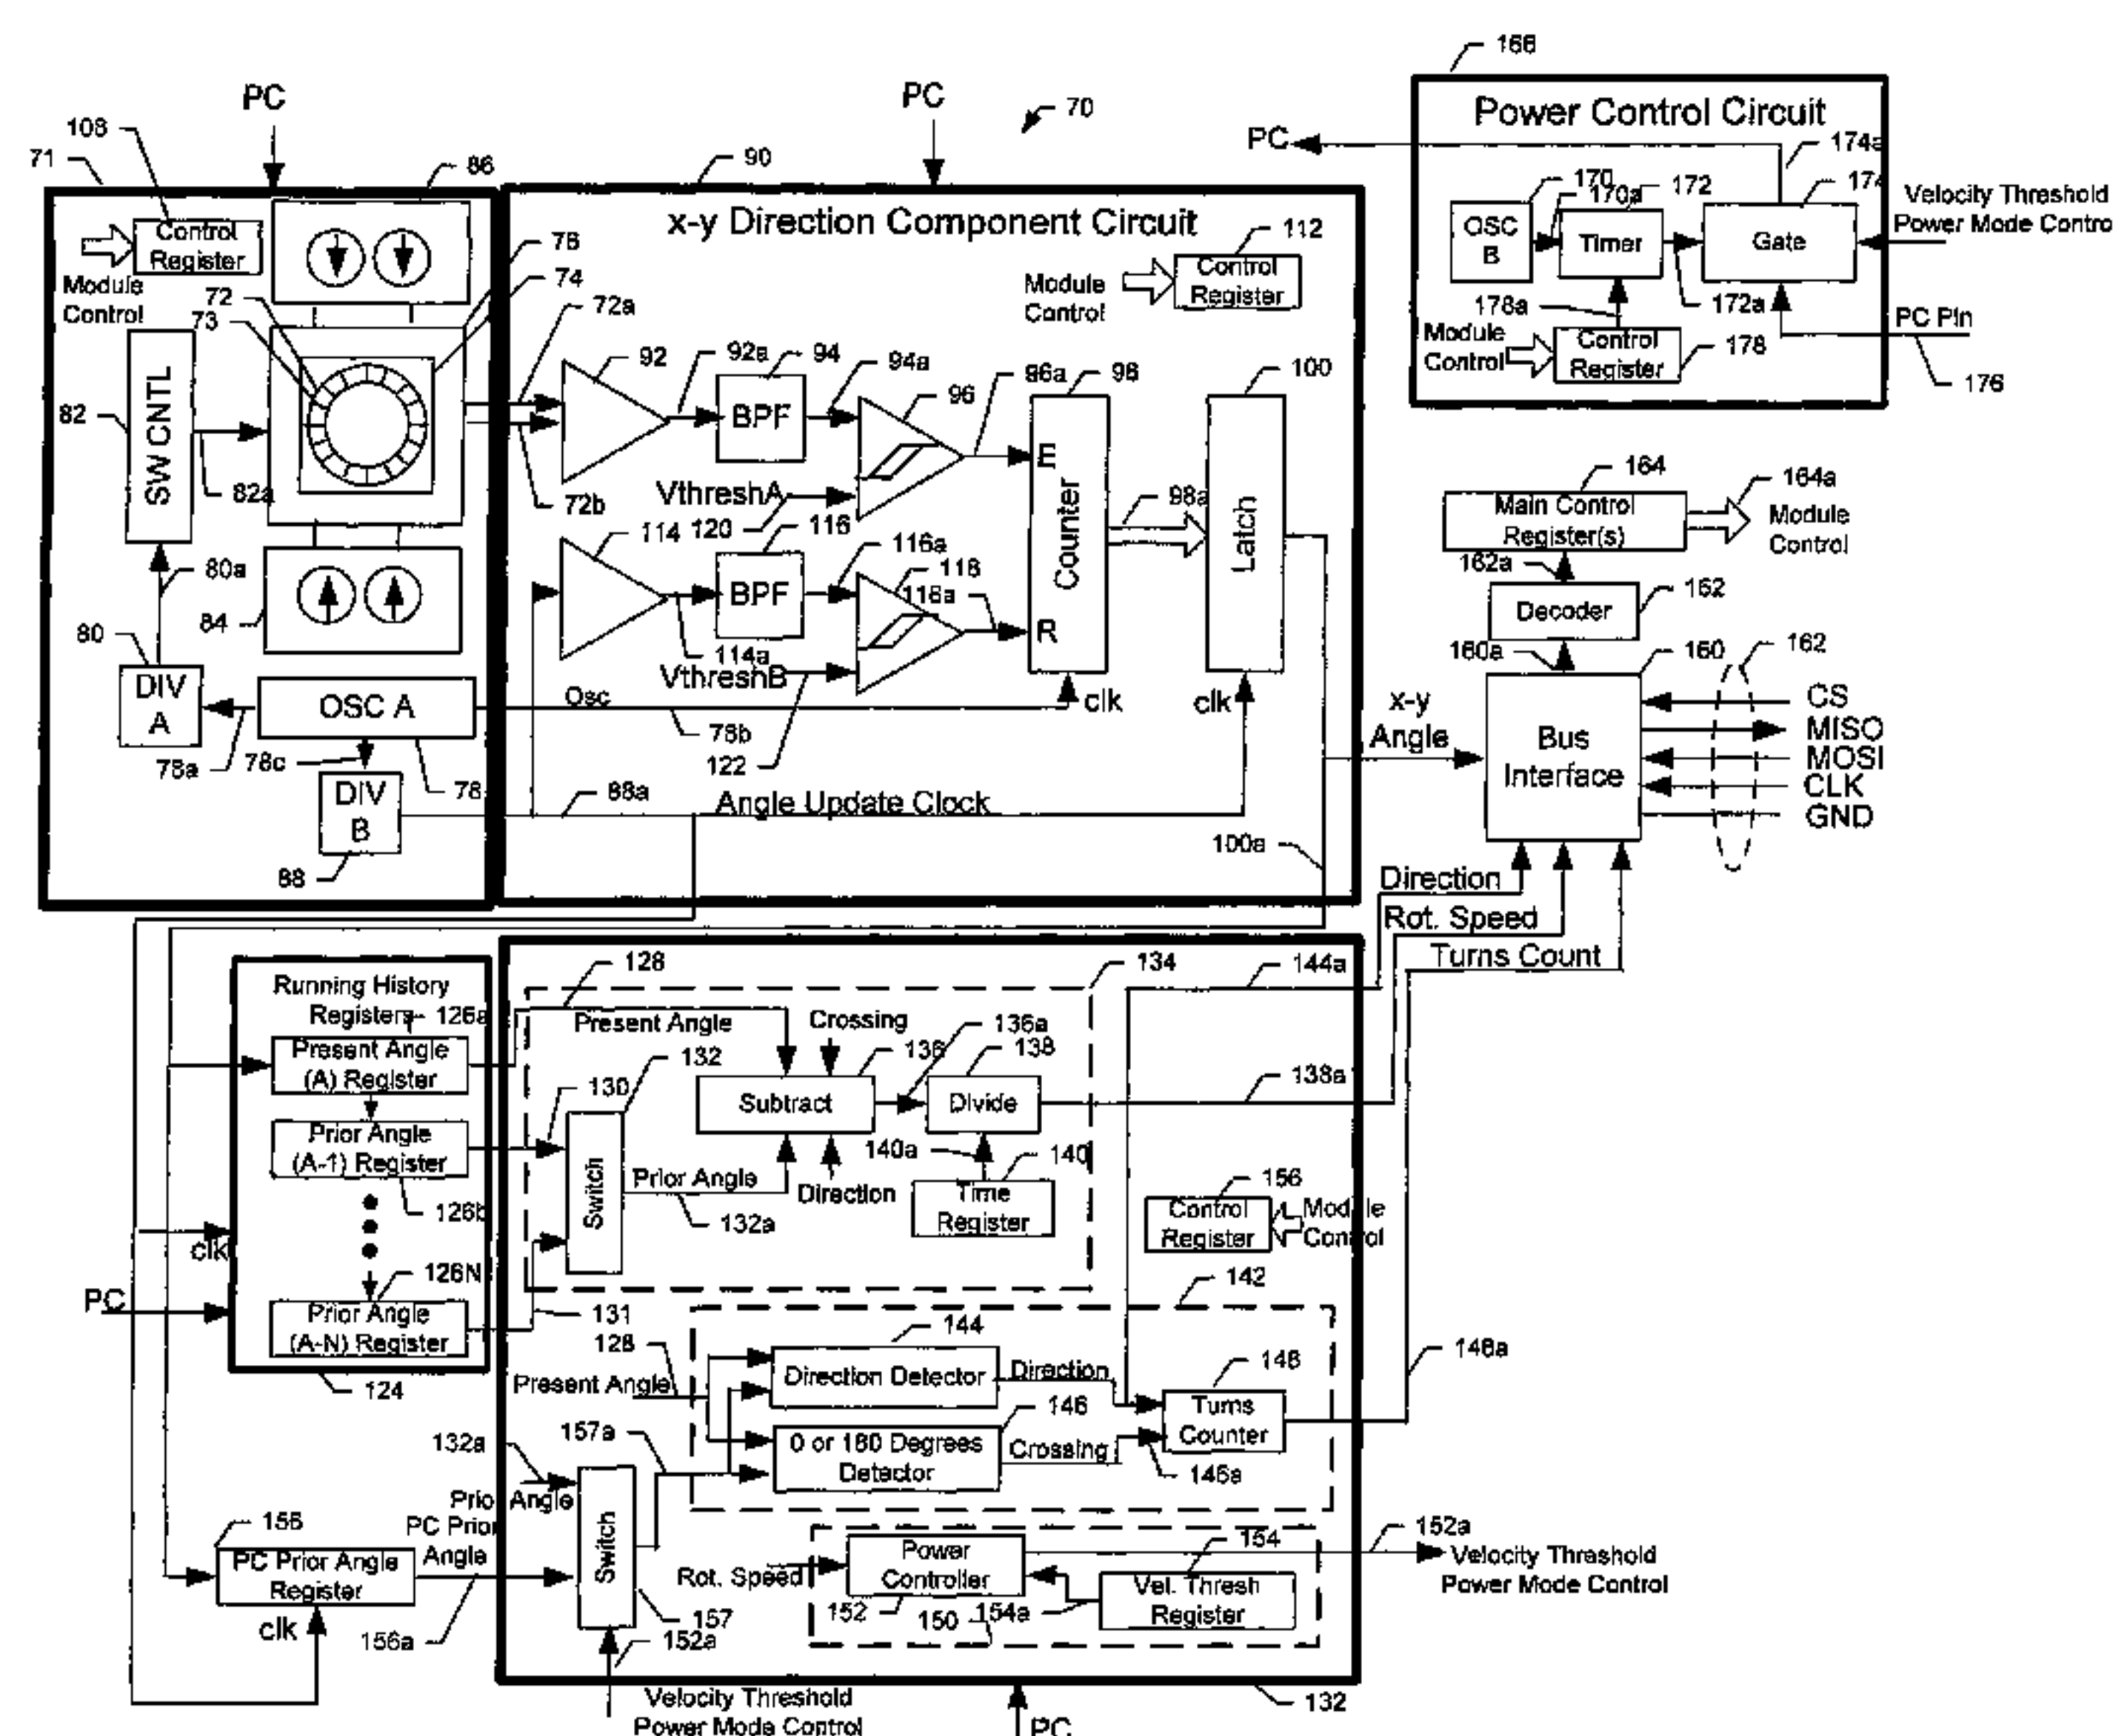 166
Power Control Circuit
PC
174a
170
170a
172
174
OSC
B
Timer
Gate
Velocity Threshold
Power Mode Contro
178a
172a
PC Pin
Module
Control
Control
Register
178
176
PC
108
71
86
Control
Register
Module
Control
76
74
72
73
SW CNTL
82
82a
80a
84
80
DIV
A
OSC A
78a
78c
78
DIV
B
88
PC
70
90
x-y Direction Component Circuit
112
Module
Control
Control
Register
72a
72b
92
92a
94
BPF
94a
96
96a
98
100
VthreshA
120
E
Counter
98a
Latch
114
116
BPF
116a
118
118a
R
114a
VthreshB
Osc
78b
122
clk
clk
88a
Angle Update Clock
100a
164
Main Control
Register(s)
164a
Module
Control
162a
Decoder
162
160a
160
162
x-y
Angle
Bus
Interface
CS
MISO
MOSI
CLK
GND
Direction
Rot. Speed
Turns Count
Running History
Registers
126a
Present Angle
(A) Register
Prior Angle
(A-1) Register
126b
clk
126N
PC
Prior Angle
(A-N) Register
124
128
134
144a
Present Angle
Crossing
136a
132
136
138
130
Subtract
Divide
138a
Switch
140a
140
Prior Angle
Direction
132a
Time
Register
156
Control
Register
Module
Control
131
142
128
144
Present Angle
Direction Detector
Direction
148
Turns
Counter
148a
157a
146
0 or 180 Degrees
Detector
Crossing
146a
132a
Prior Angle
PC Prior
Angle
156
PC Prior Angle
Register
clk
156a
Switch
157
152a
Velocity Threshold
Power Mode Control
Rot. Speed
Power
Controller
154
152
150
154a
Vel. Thresh
Register
152a
Velocity Threshold
Power Mode Control
132
PC